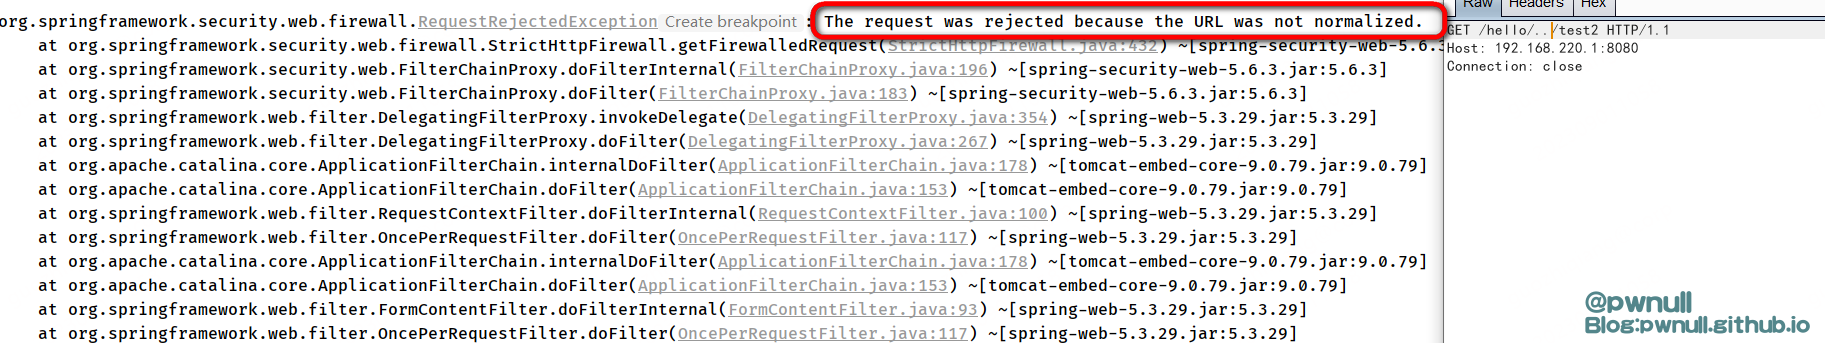 org.springframework.security.web.firewall.RequestRejectedException Create breakpoint : The request was rejected because the URL was not normalized.
at org.springframework.security.web.firewall.StrictHttpFirewall.getFirewalledRequest(StrictHttpFirewall.java:432) ~[spring-security-web-5.6.3
at org.springframework.security.web.FilterChainProxy.doFilterInternal(FilterChainProxy.java:196) ~[spring-security-web-5.6.3.jar:5.6.3]
at org.springframework.security.web.FilterChainProxy.doFilter(FilterChainProxy.java:183) ~[spring-security-web-5.6.3.jar:5.6.3]
at org.springframework.web.filter.DelegatingFilterProxy.invokeDelegate(DelegatingFilterProxy.java:354) ~[spring-web-5.3.29.jar:5.3.29]
at org.springframework.web.filter.DelegatingFilterProxy.doFilter(DelegatingFilterProxy.java:267) ~[spring-web-5.3.29.jar:5.3.29]
at org.apache.catalina.core.ApplicationFilterChain.internalDoFilter(ApplicationFilterChain.java:178) ~[tomcat-embed-core-9.0.79.jar:9.0.79]
at org.apache.catalina.core.ApplicationFilterChain.doFilter(ApplicationFilterChain.java:153) ~[tomcat-embed-core-9.0.79.jar:9.0.79]
at org.springframework.web.filter.RequestContextFilter.doFilterInternal(RequestContextFilter.java:100) ~[spring-web-5.3.29.jar:5.3.29]
at org.springframework.web.filter.OncePerRequestFilter.doFilter(OncePerRequestFilter.java:117) ~[spring-web-5.3.29.jar:5.3.29]
at org.apache.catalina.core.ApplicationFilterChain.internalDoFilter(ApplicationFilterChain.java:178) ~[tomcat-embed-core-9.0.79.jar:9.0.79]
at org.apache.catalina.core.ApplicationFilterChain.doFilter(ApplicationFilterChain.java:153) ~[tomcat-embed-core-9.0.79.jar:9.0.79]
at org.springframework.web.filter.FormContentFilter.doFilterInternal(FormContentFilter.java:93) ~[spring-web-5.3.29.jar:5.3.29]
at org.springframework.web.filter.OncePerRequestFilter.doFilter(OncePerRequestFilter.java:117) ~[spring-web-5.3.29.jar:5.3.29]
Raw Headers Hex
GET /hello/../test2 HTTP/1.1
Host: 192.168.220.1:8080
Connection: close
@pwnull
Blog:pwnull.github.io